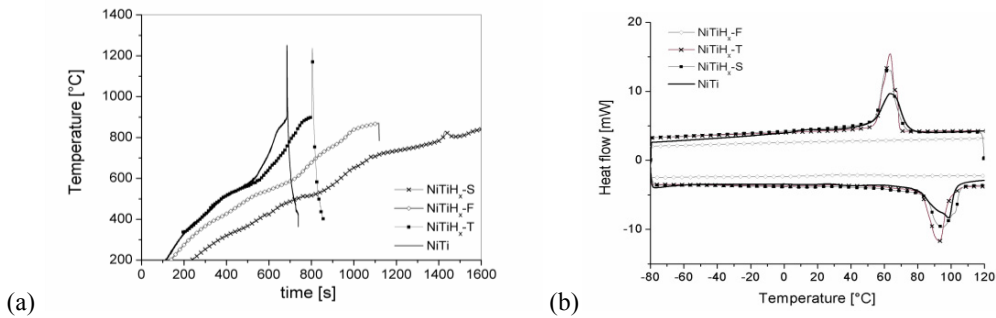 (a)
Temperature [°C]
1400
1200
1000
800
600
400
200
NiTiHx-S
NiTiHx-F
NiTiHx-T
NiTi
0 200 400 600 800 1000 1200 1400 1600
time [s]
(b)
Heat flow [mW]
20
10
0
-10
NiTiHx-F
NiTiHx-T
NiTiHx-S
NiTi
-80 -60 -40 -20 0 20 40 60 80 100 120
Temperature [°C]